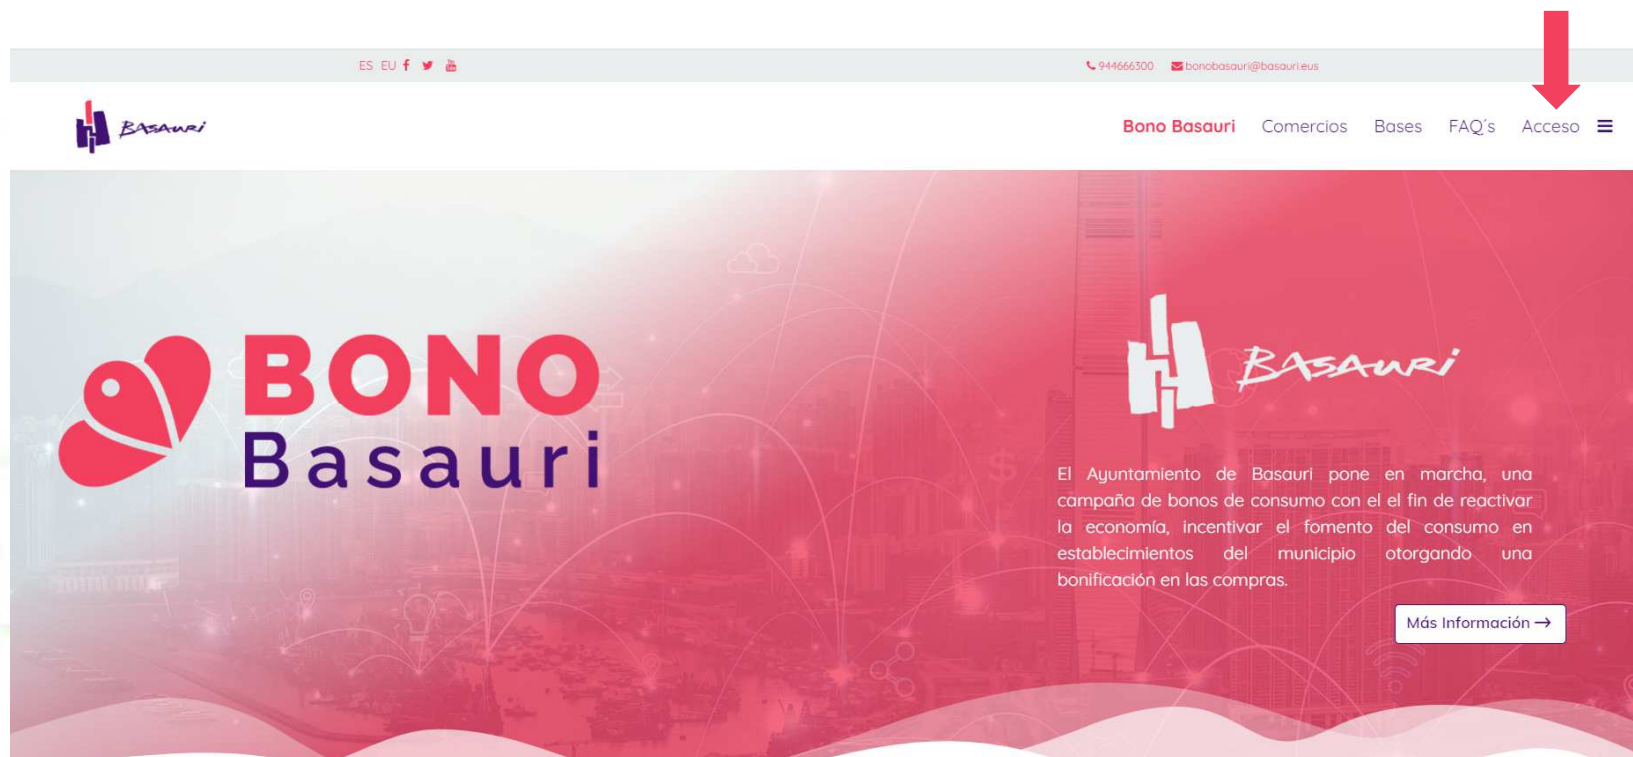 ES EU
944666300 bonobasauri@basauri.eus
BASAURI
Bono Basauri Comercios Bases FAQ´s Acceso
BONO
Basauri
BASAURI
El Ayuntamiento de Basauri pone en marcha, una
campaña de bonos de consumo con el el fin de reactivar
la economía, incentivar el fomento del consumo en
establecimientos del municipio otorgando una
bonificación en las compras.
Más Información →